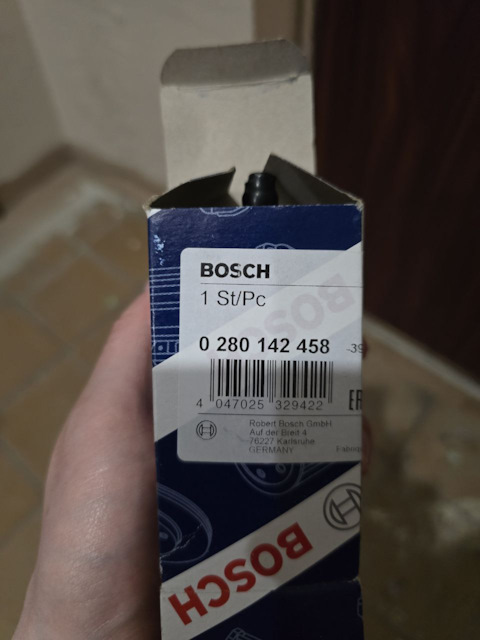 BOSCH
1 St/Pc
0 280 142 458
4 047025 329422
Robert Bosch GmbH
Auf der Breit 4
76227 Karlsruhe
GERMANY
BOSCH
BOSCH